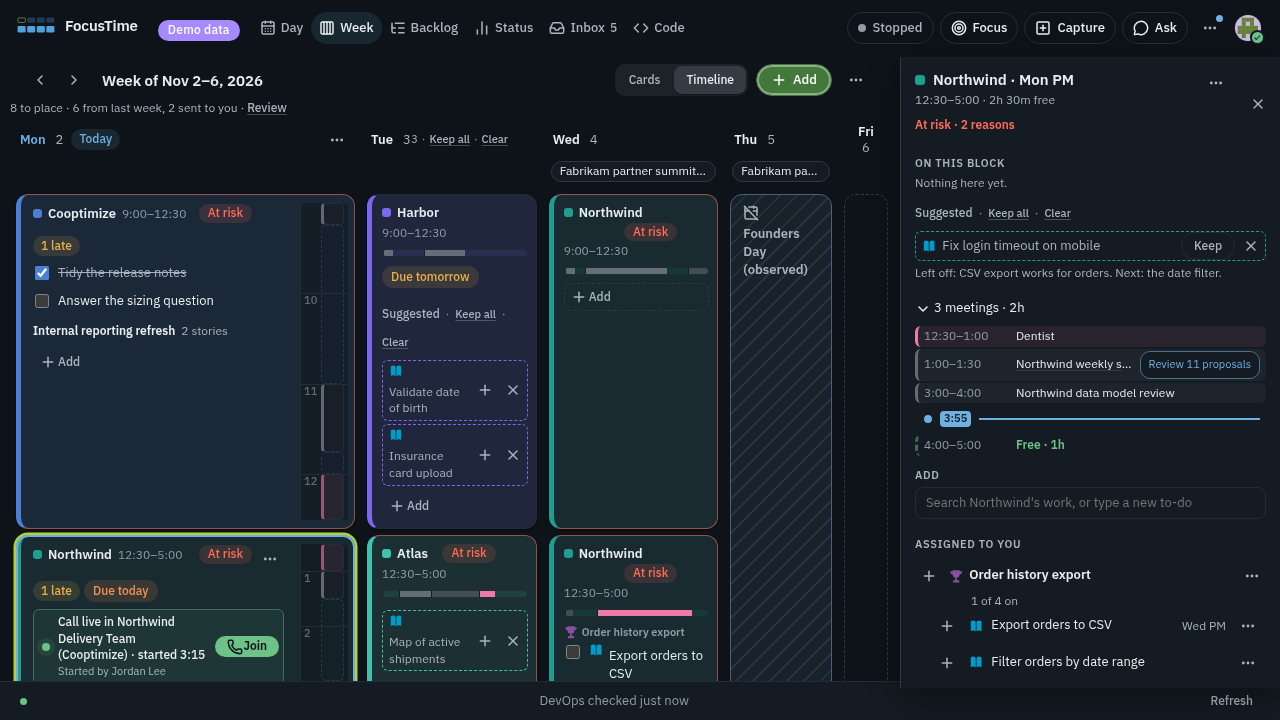 FocusTime
Demo data
Day
Week
Backlog
Status
Inbox 5
Code
Stopped
Focus
Capture
Ask
Week of Nov 2–6, 2026
Cards
Timeline
Add
8 to place · 6 from last week, 2 sent to you · Review
Mon 2 Today
Tue 33 · Keep all · Clear
Wed 4
Thu 5
Fri
6
Fabrikam partner summit...
Fabrikam pa...
Cooptimize 9:00–12:30 At risk
1 late
Tidy the release notes
Answer the sizing question
Internal reporting refresh 2 stories
Add
10
11
12
Harbor
9:00–12:30
Due tomorrow
Suggested · Keep all ·
Clear
Validate date
of birth
Insurance
card upload
Add
Northwind
At risk
9:00–12:30
Add
Founders
Day
(observed)
Northwind 12:30–5:00 At risk
1 late Due today
Call live in Northwind
Delivery Team
(Cooptimize) · started 3:15
Started by Jordan Lee
Join
1
2
Atlas At risk
12:30–5:00
Map of active
shipments
Northwind
At risk
12:30–5:00
Order history export
Export orders to
CSV
Northwind · Mon PM
12:30–5:00 · 2h 30m free
At risk · 2 reasons
ON THIS BLOCK
Nothing here yet.
Suggested · Keep all · Clear
Fix login timeout on mobile Keep
Left off: CSV export works for orders. Next: the date filter.
3 meetings · 2h
12:30–1:00 Dentist
1:00–1:30 Northwind weekly s... Review 11 proposals
3:00–4:00 Northwind data model review
3:55
4:00–5:00 Free · 1h
ADD
Search Northwind's work, or type a new to-do
ASSIGNED TO YOU
Order history export
1 of 4 on
Export orders to CSV Wed PM
Filter orders by date range
DevOps checked just now
Refresh